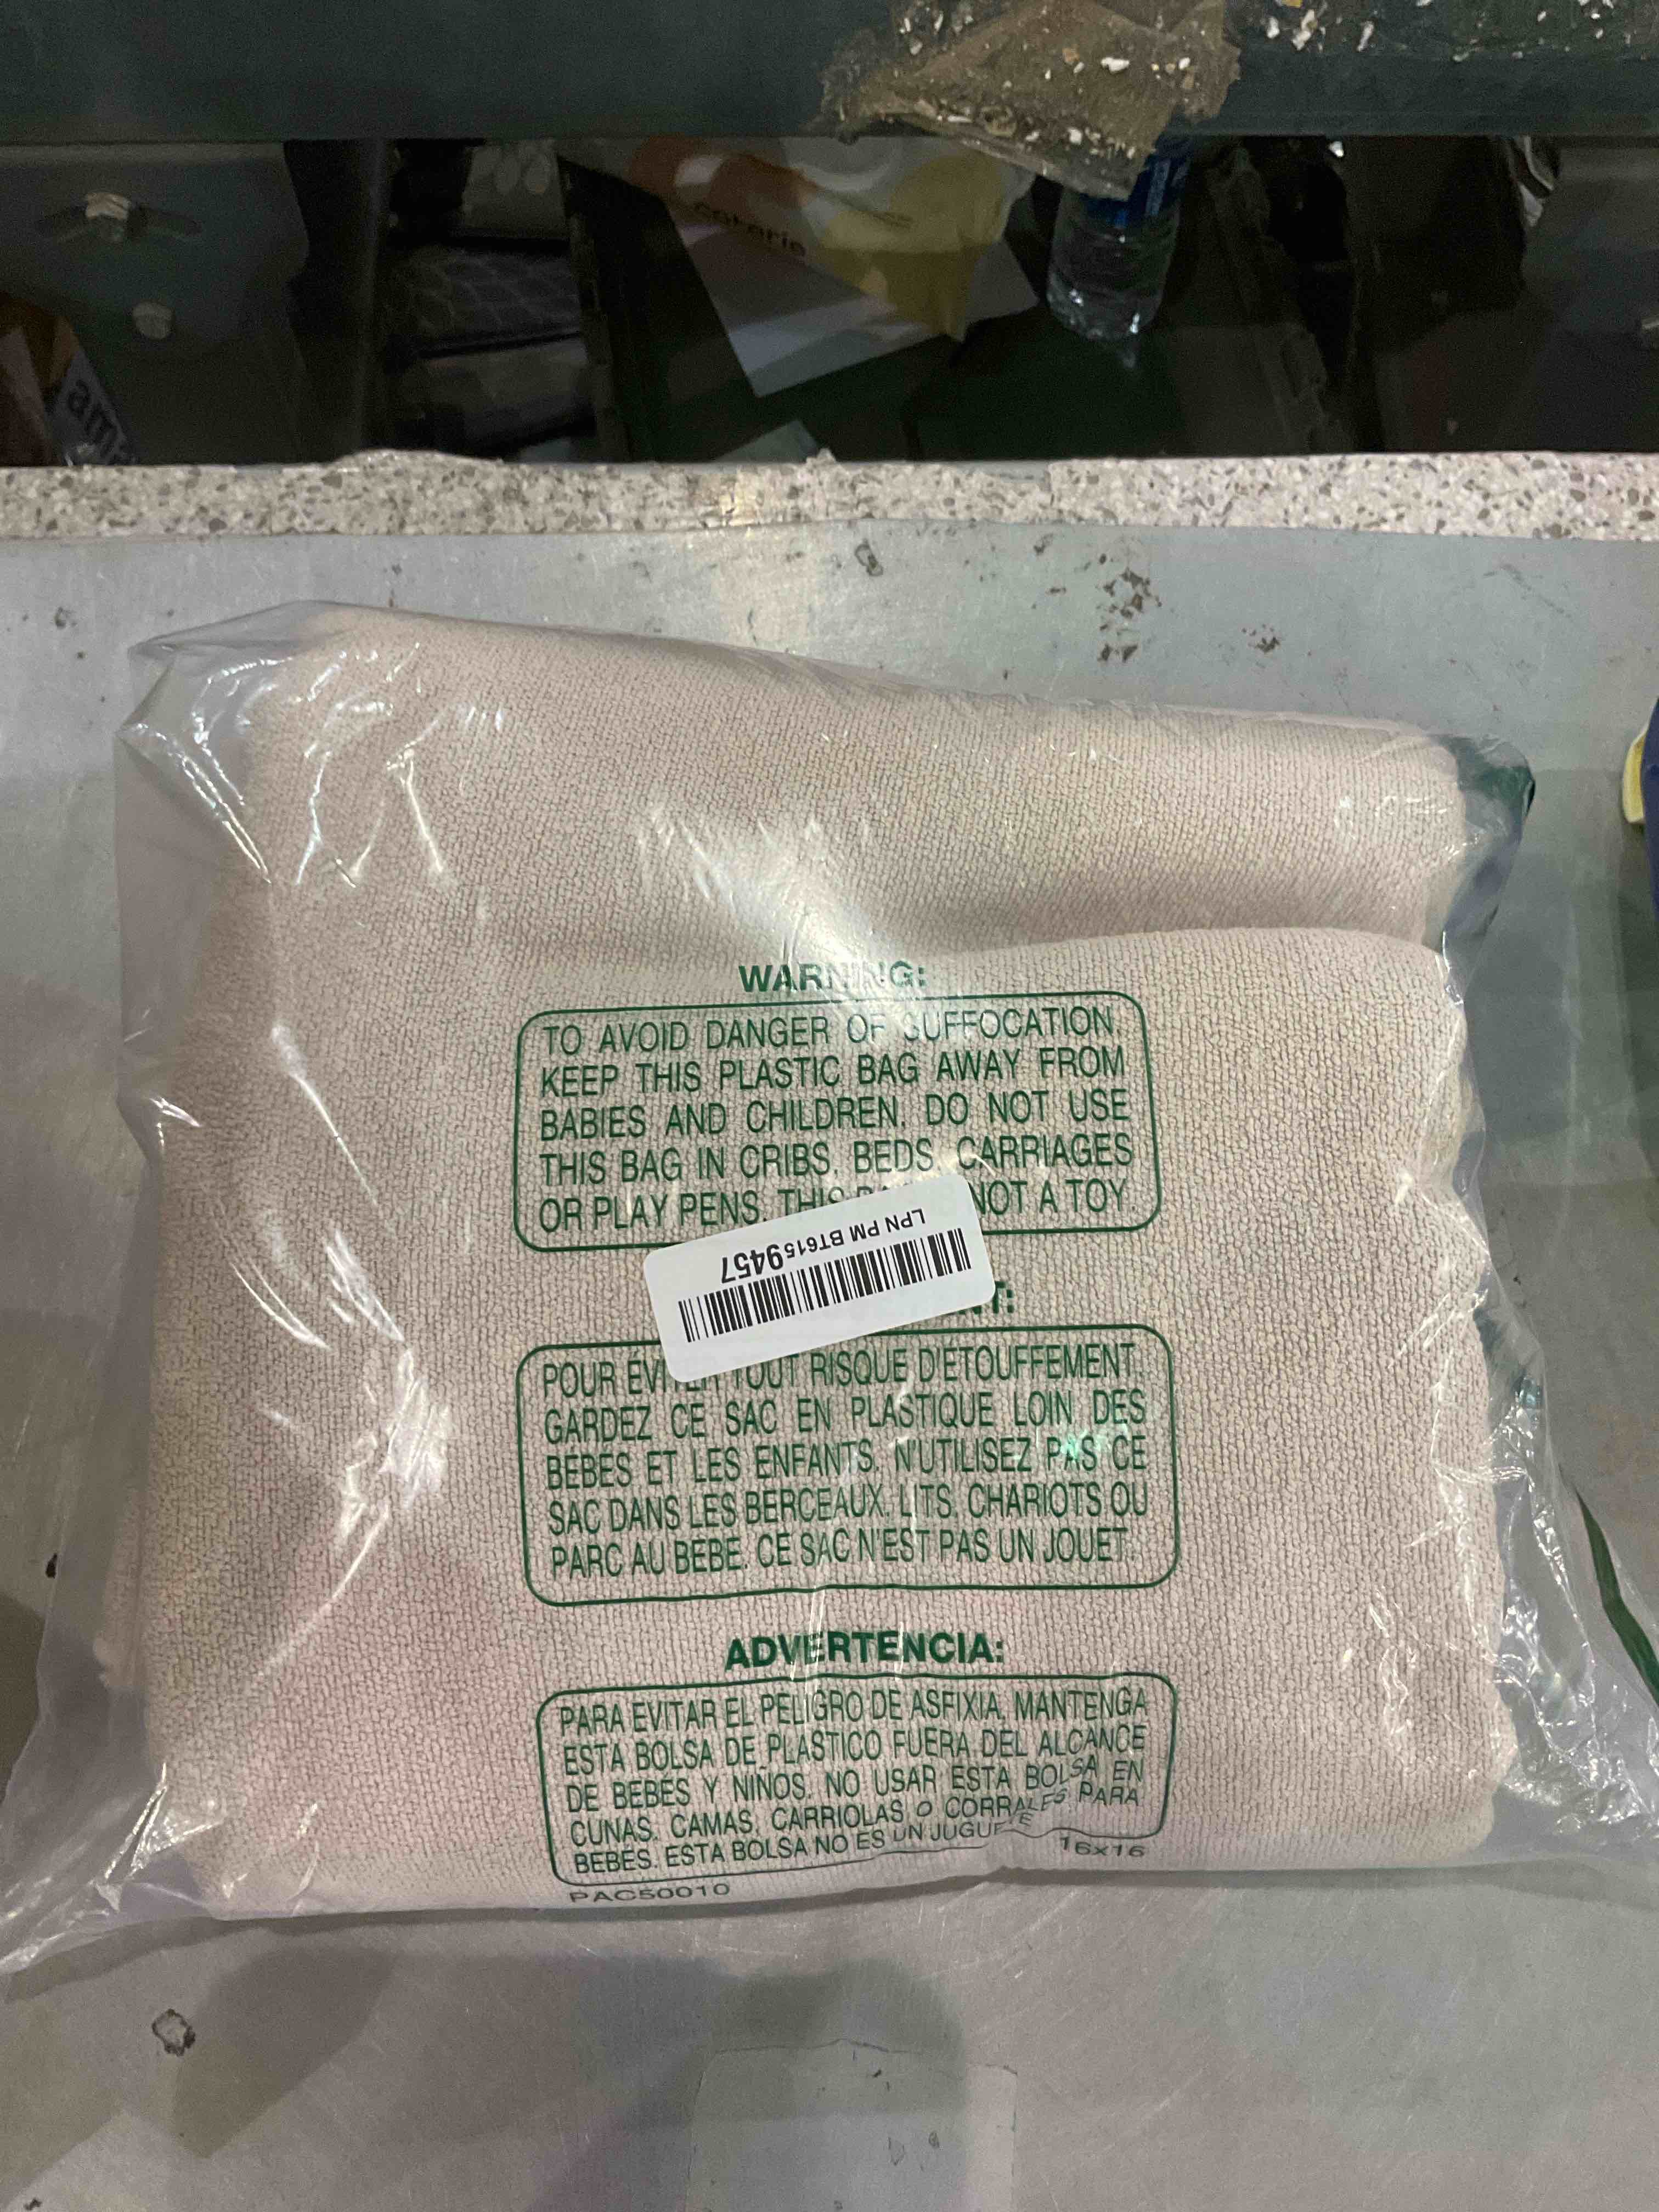 WARNING:
TO AVOID DANGER OF SUFFOCATION,
KEEP THIS PLASTIC BAG AWAY FROM
BABIES AND CHILDREN. DO NOT USE
THIS BAG IN CRIBS, BEDS, CARRIAGES
OR PLAY PENS. THIS NOT A TOY
LPN PM BT6159457
T:
POUR ÉVITER TOUT RISQUE D'ETOUFFEMENT,
GARDEZ CE SAC EN PLASTIQUE LOIN DES
BEBES ET LES ENFANTS. N'UTILISEZ PAS CE
SAC DANS LES BERCEAUX, LITS, CHARIOTS OU
PARC AU BEBE. CE SAC N'EST PAS UN JOUET.
ADVERTENCIA:
PARA EVITAR EL PELIGRO DE ASFIXIA, MANTENGA
ESTA BOLSA DE PLASTICO FUERA DEL ALCANCE
DE BEBÉS Y NIÑOS. NO USAR ESTA BOLSA EN
CUNAS, CAMAS, CARRIOLAS O CORRALES PARA
BEBÉS. ESTA BOLSA NO ES UN JUGUETE
16x16
PAC50010